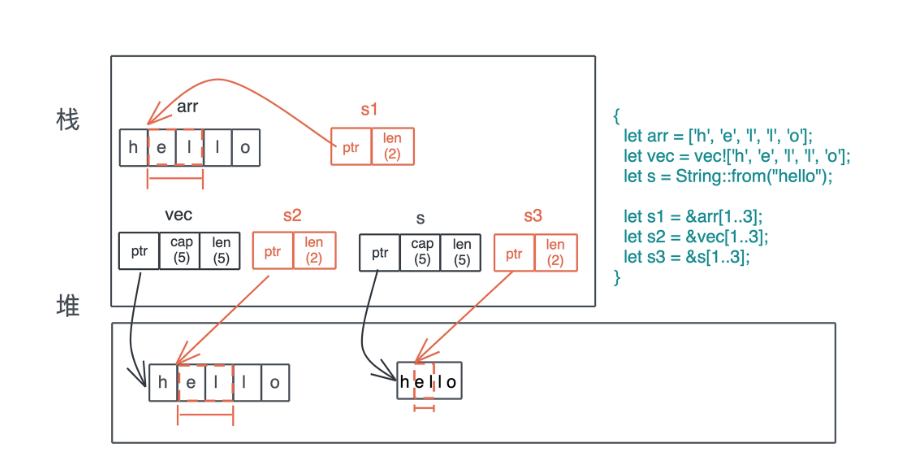 栈
arr
s1
h e l l o
ptr
len
(2)
vec
s2
s
s3
ptr
cap
(5)
len
(5)
ptr
len
(2)
ptr
cap
(5)
len
(5)
ptr
len
(2)
堆
h e l l o
h e l l o
{
let arr = ['h', 'e', 'l', 'l', 'o'];
let vec = vec!['h', 'e', 'l', 'l', 'o'];
let s = String::from("hello");
let s1 = &arr[1..3];
let s2 = &vec[1..3];
let s3 = &s[1..3];
}